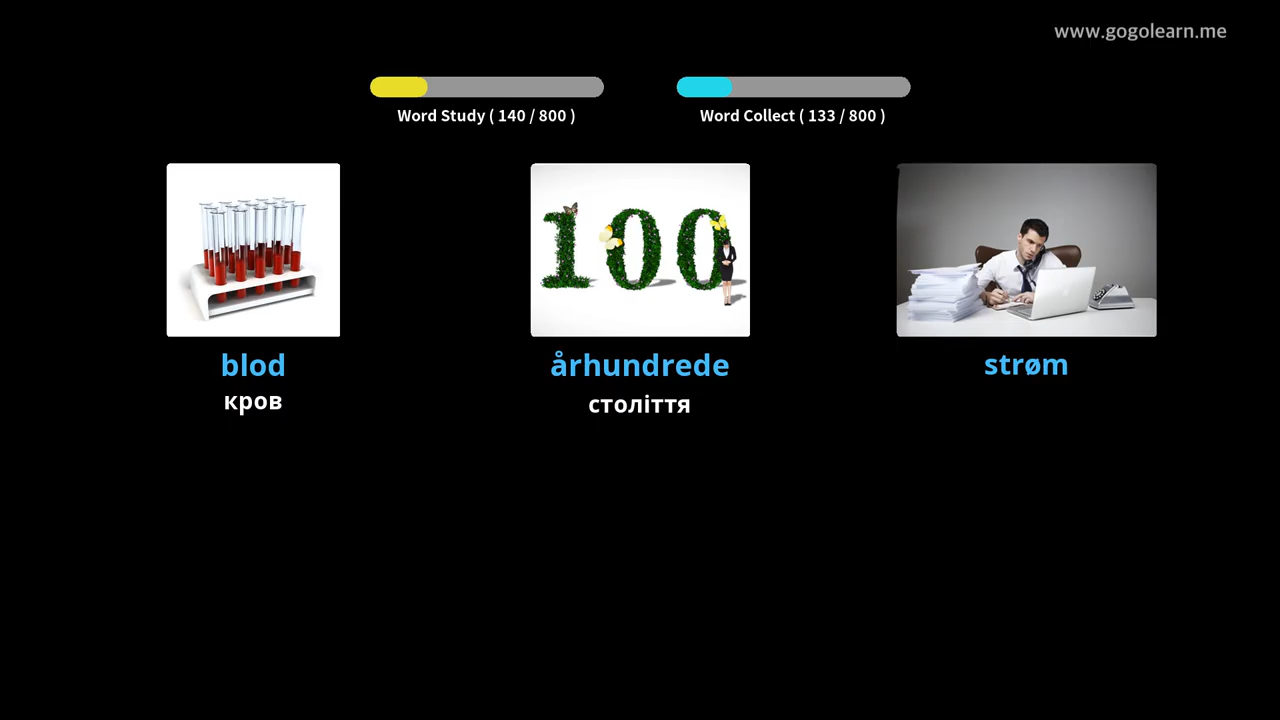 www.gogolearn.me
Word Study ( 140 / 800 )
Word Collect ( 133 / 800 )
blod
кров
århundrede
століття
strøm